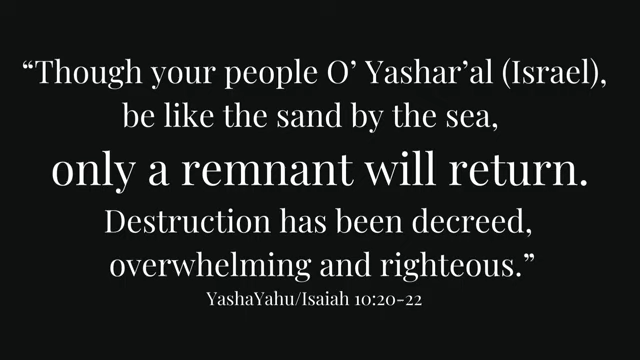 “Though your people O’ Yashar’al (Israel),
be like the sand by the sea,
only a remnant will return.
Destruction has been decreed,
overwhelming and righteous.”
YashaYahu/Isaiah 10:20-22